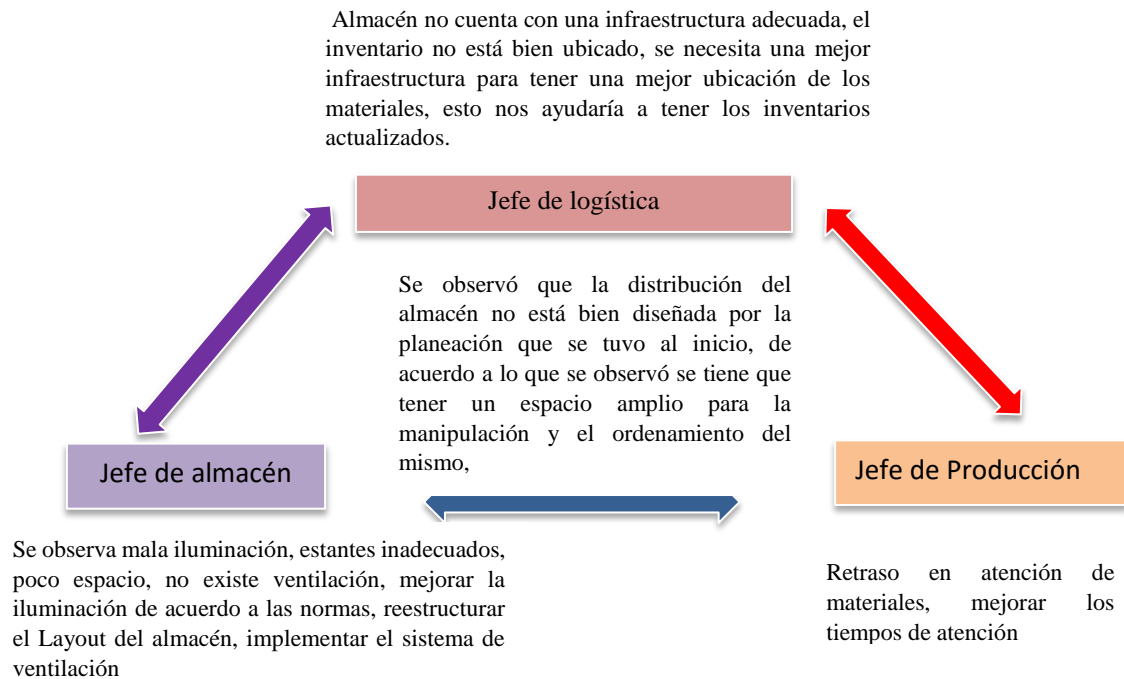 Almacén no cuenta con una infraestructura adecuada, el
inventario no está bien ubicado, se necesita una mejor
infraestructura para tener una mejor ubicación de los
materiales, esto nos ayudaría a tener los inventarios
actualizados.
Jefe de logística
Se observó que la distribución del
almacén no está bien diseñada por la
planeación que se tuvo al inicio, de
acuerdo a lo que se observó se tiene que
tener un espacio amplio para la
manipulación y el ordenamiento del
mismo,
Jefe de almacén
Jefe de Producción
Se observa mala iluminación, estantes inadecuados,
poco espacio, no existe ventilación, mejorar la
iluminación de acuerdo a las normas, reestructurar
el Layout del almacén, implementar el sistema de
ventilación
Retraso en atención de
materiales, mejorar los
tiempos de atención